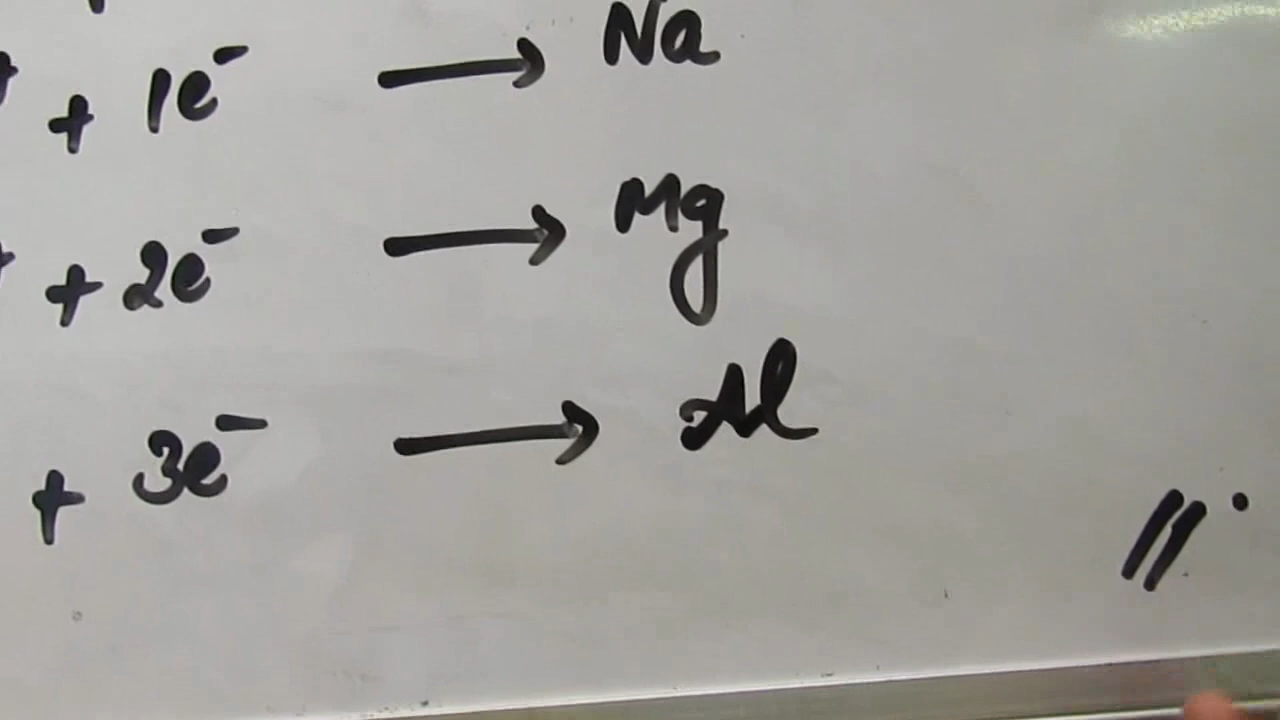 + + 1e⁻ → Na
+ + 2e⁻ → Mg
+ 3e⁻ → Al
//.